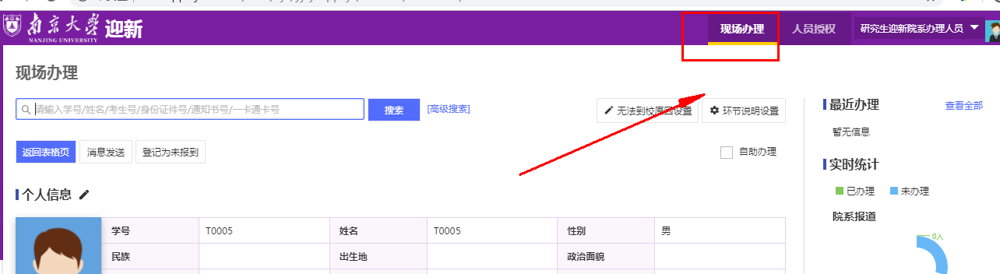 南京大学 迎新
NANJING UNIVERSITY
现场办理 人员授权 研究生迎新院系办理人员
现场办理
请输入学号/姓名/考生号/身份证件号/通知书号/一卡通卡号 搜索 [高级搜索] 无法到校原因设置 环节说明设置
返回表格页 消息发送 登记为未报到 自助办理
个人信息
学号 T0005 姓名 T0005 性别 男
民族 出生地 政治面貌
最近办理 查看全部
暂无信息
实时统计
已办理 未办理
院系报道
0人